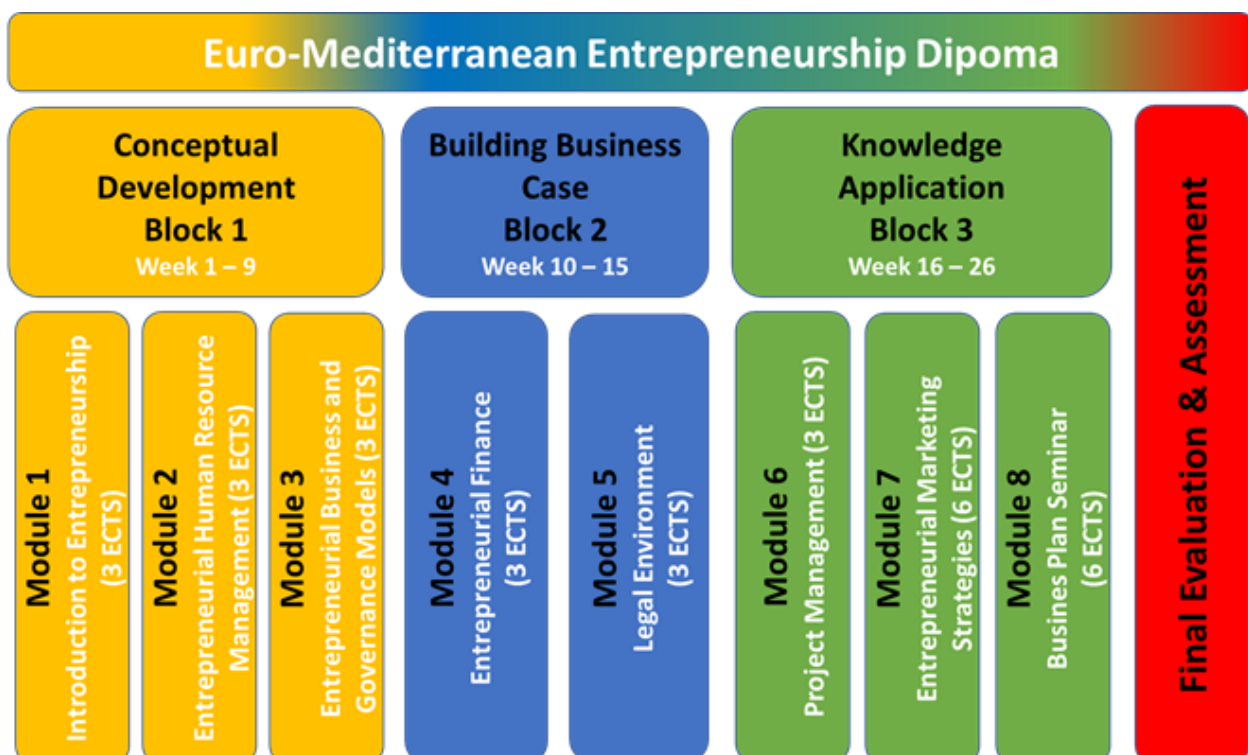 Euro-Mediterranean Entrepreneurship Dipoma
Conceptual
Development
Block 1
Week 1 – 9
Building Business
Case
Block 2
Week 10 – 15
Knowledge
Application
Block 3
Week 16 – 26
Module 1
Introduction to Entrepreneurship
(3 ECTS)
Module 2
Entrepreneurial Human Resource
Management (3 ECTS)
Module 3
Entrepreneurial Business and
Governance Models (3 ECTS)
Module 4
Entrepreneurial Finance
(3 ECTS)
Module 5
Legal Environment
(3 ECTS)
Module 6
Project Management (3 ECTS)
Module 7
Entrepreneurial Marketing
Strategies (6 ECTS)
Module 8
Business Plan Seminar
(6 ECTS)
Final Evaluation & Assessment